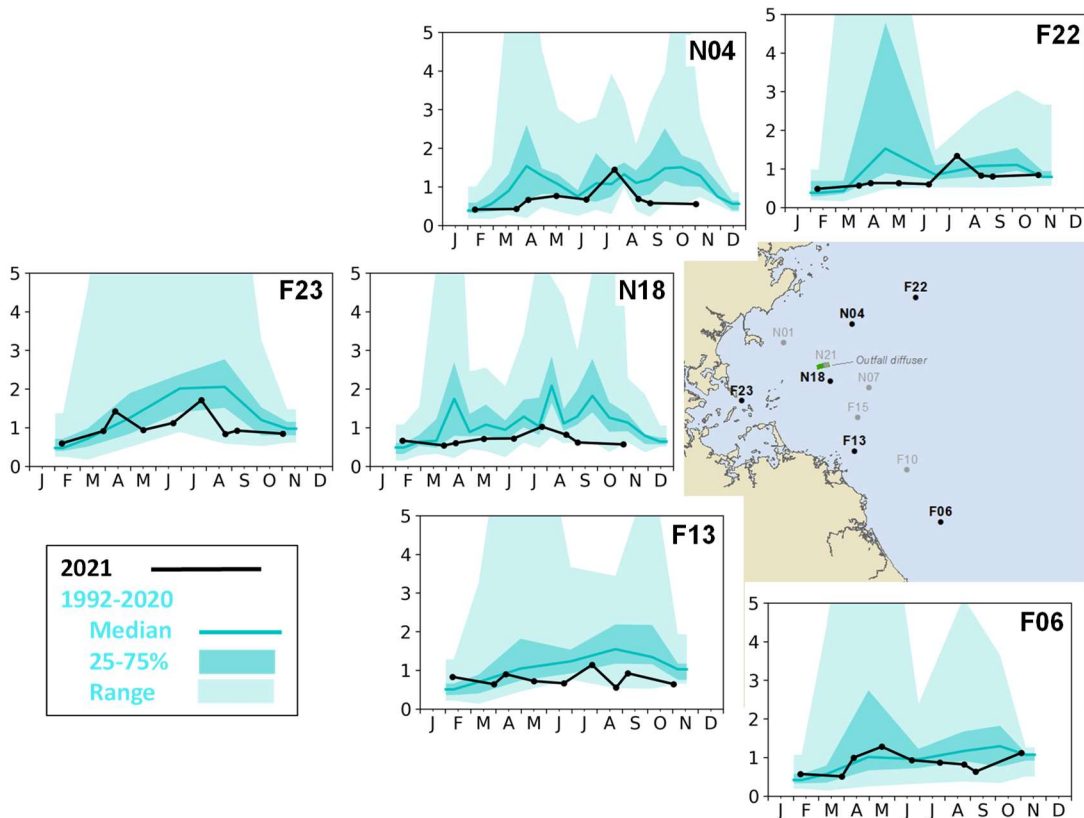 N04
5
4
3
2
1
0
J F M A M J J A S O N D
F22
5
4
3
2
1
0
J F M A M J J A S O N D
F23
5
4
3
2
1
0
J F M A M J J A S O N D
N18
5
4
3
2
1
0
J F M A M J J A S O N D
F22
N04
N01
N21
Outfall diffuser
N18
N07
F23
F15
F13
F10
F06
F13
5
4
3
2
1
0
J F M A M J J A S O N D
2021
1992-2020
Median
25-75%
Range
F06
5
4
3
2
1
0
J F M A M J J A S O N D